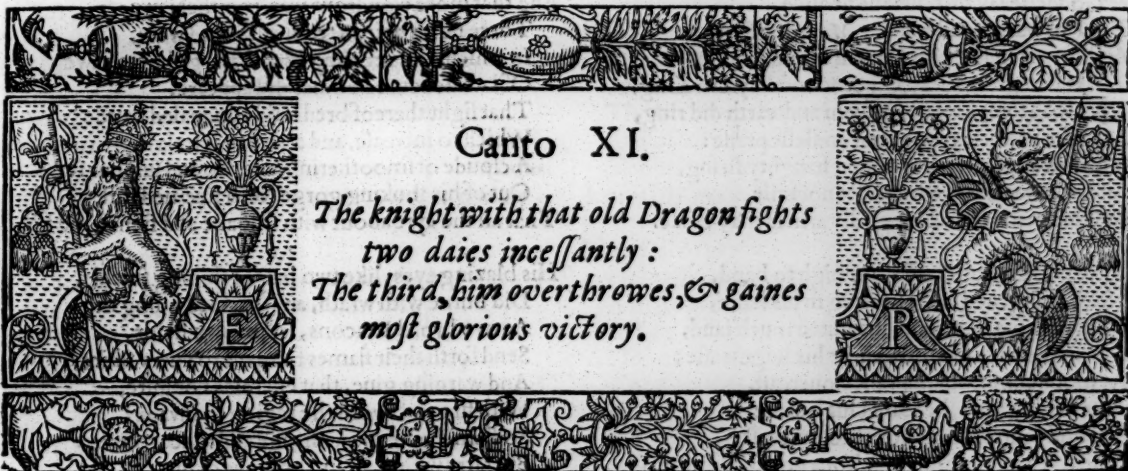 Canto XI.
The knight with that old Dragon fights
two daies inceſſantly :
The third, him overthrowes, & gaines
moſt glorious victory.
E
R